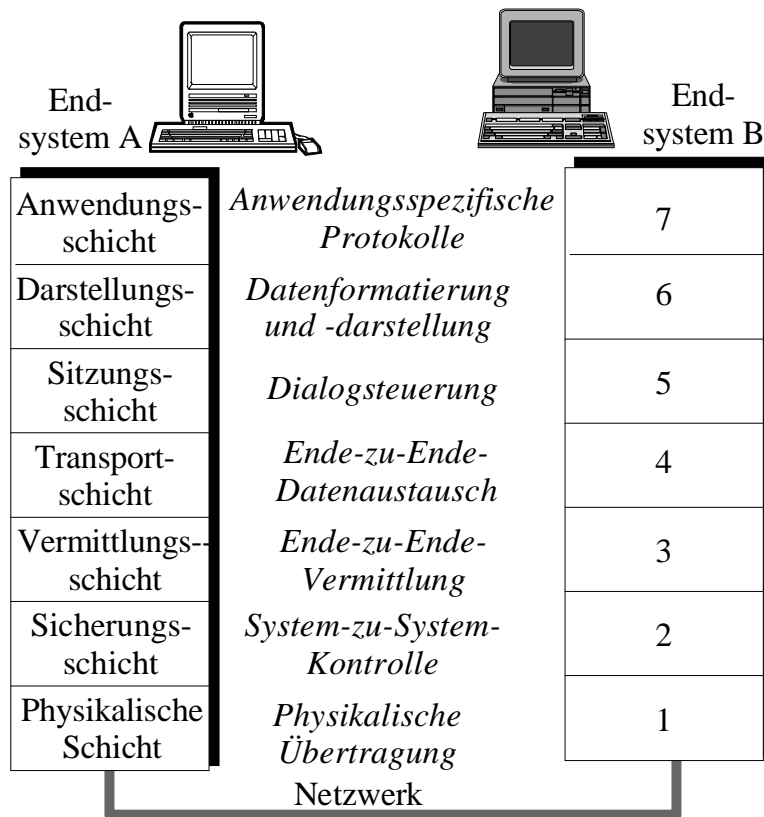 End-
system A
End-
system B
Anwendungs-
schicht
Anwendungsspezifische
Protokolle
7
Darstellungs-
schicht
Datenformatierung
und -darstellung
6
Sitzungs-
schicht
Dialogsteuerung
5
Transport-
schicht
Ende-zu-Ende-
Datenaustausch
4
Vermittlungs--
schicht
Ende-zu-Ende-
Vermittlung
3
Sicherungs-
schicht
System-zu-System-
Kontrolle
2
Physikalische
Schicht
Physikalische
Übertragung
1
Netzwerk